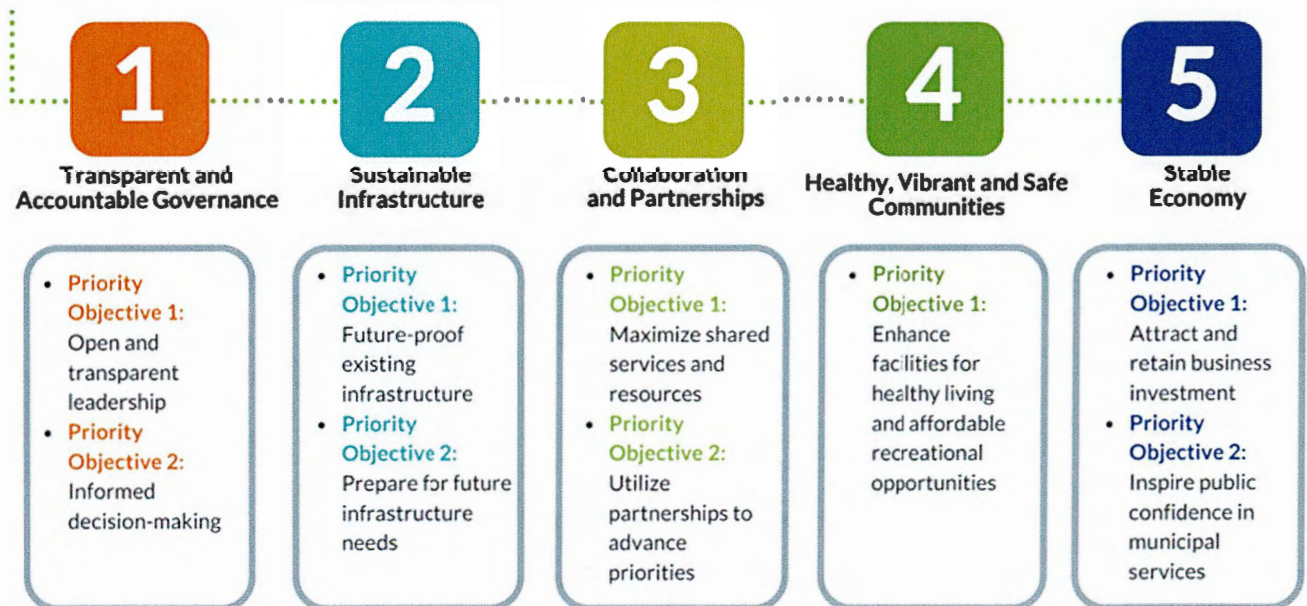 1
Transparent and
Accountable Governance
• Priority
Objective 1:
Open and
transparent
leadership
• Priority
Objective 2:
Informed
decision-making
2
Sustainable
Infrastructure
• Priority
Objective 1:
Future-proof
existing
infrastructure
• Priority
Objective 2:
Prepare for future
infrastructure
needs
3
Collaboration
and Partnerships
• Priority
Objective 1:
Maximize shared
services and
resources
• Priority
Objective 2:
Utilize
partnerships to
advance
priorities
4
Healthy, Vibrant and Safe
Communities
• Priority
Objective 1:
Enhance
facilities for
healthy living
and affordable
recreational
opportunities
5
Stable
Economy
• Priority
Objective 1:
Attract and
retain business
investment
• Priority
Objective 2:
Inspire public
confidence in
municipal
services